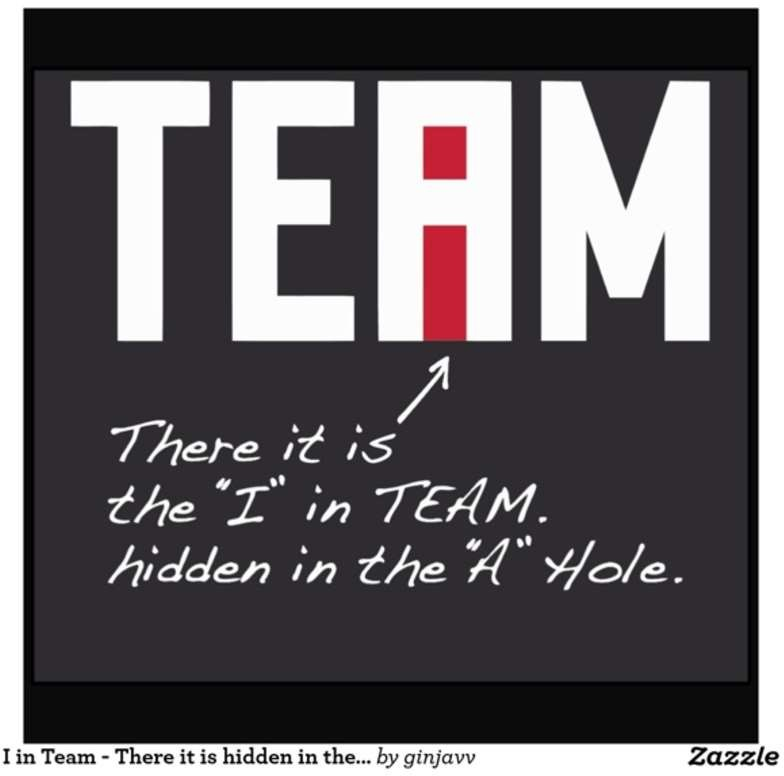 TEAM
There it is
the "I" in TEAM.
hidden in the "A" Hole.
I in Team - There it is hidden in the... by ginjavv
Zazzle